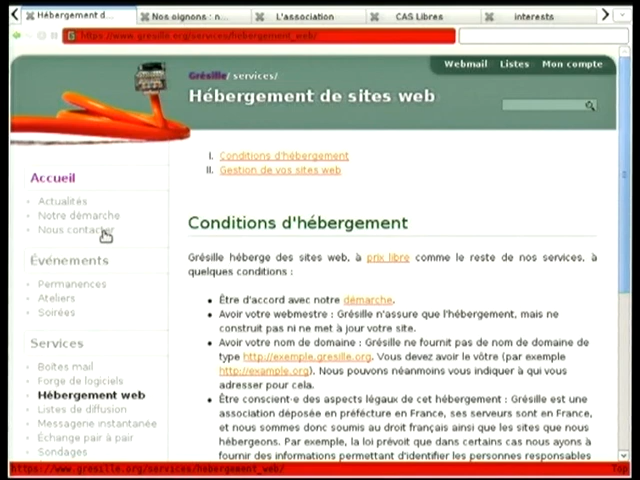 Hébergement d...
Nos oignons : n...
L'association
CAS Libres
interests
https://www.gresille.org/services/hebergement_web/
Webmail Listes Mon compte
Grésille/ services/
Hébergement de sites web
I. Conditions d'hébergement
II. Gestion de vos sites web
Accueil
Actualités
Notre démarche
Nous contacter
Événements
Permanences
Ateliers
Soirées
Services
Boîtes mail
Forge de logiciels
Hébergement web
Listes de diffusion
Messagerie instantanée
Échange pair à pair
Sondages
Conditions d'hébergement
Grésille héberge des sites web, à prix libre comme le reste de nos services, à
quelques conditions :
Être d'accord avec notre démarche.
Avoir votre webmestre : Grésille n'assure que l'hébergement, mais ne
construit pas ni ne met à jour votre site.
Avoir votre nom de domaine : Grésille ne fournit pas de nom de domaine de
type http://exemple.gresille.org. Vous devez avoir le vôtre (par exemple
http://example.org). Nous pouvons néanmoins vous indiquer à qui vous
adresser pour cela.
Être conscient·e des aspects légaux de cet hébergement : Grésille est une
association déposée en préfécture en France, ses serveurs sont en France,
et nous sommes donc soumis au droit français ainsi que les sites que nous
hébergeons. Par exemple, la loi prévoit que dans certains cas nous ayons à
fournir des informations permettant d'identifier les personnes responsables
https://www.gresille.org/services/hebergement_web/
Top